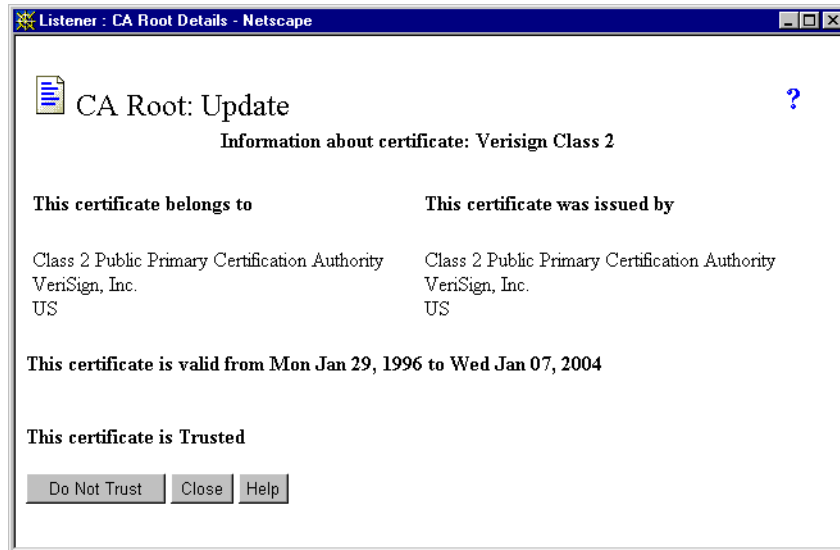 Listener : CA Root Details - Netscape
CA Root: Update
?
Information about certificate: Verisign Class 2
This certificate belongs to
This certificate was issued by
Class 2 Public Primary Certification Authority
VeriSign, Inc.
US
Class 2 Public Primary Certification Authority
VeriSign, Inc.
US
This certificate is valid from Mon Jan 29, 1996 to Wed Jan 07, 2004
This certificate is Trusted
Do Not Trust
Close
Help